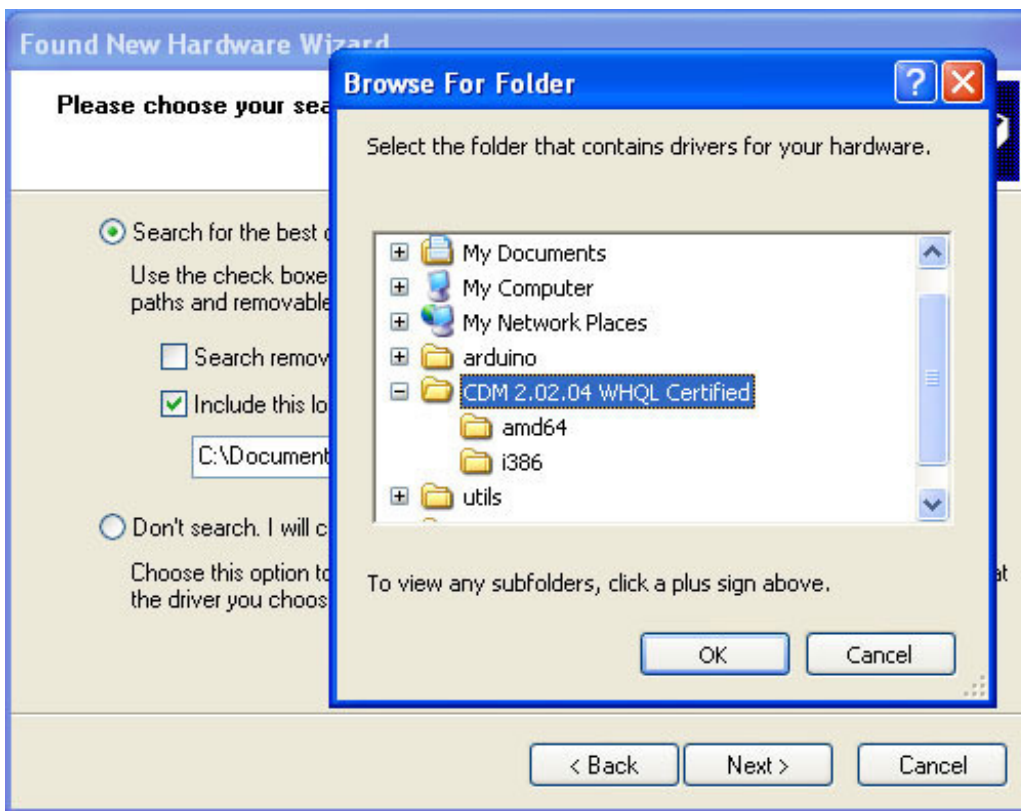 Found New Hardware Wizard
Browse For Folder
Please choose your sea
Select the folder that contains drivers for your hardware.
Search for the best
Use the check boxe
paths and removable
Search remov
Include this lo
C:\Document
Don't search. I will c
Choose this option to
at
the driver you choos
My Documents
My Computer
My Network Places
arduino
CDM 2.02.04 WHQL Certified
amd64
i386
utils
To view any subfolders, click a plus sign above.
OK
Cancel
< Back
Next >
Cancel